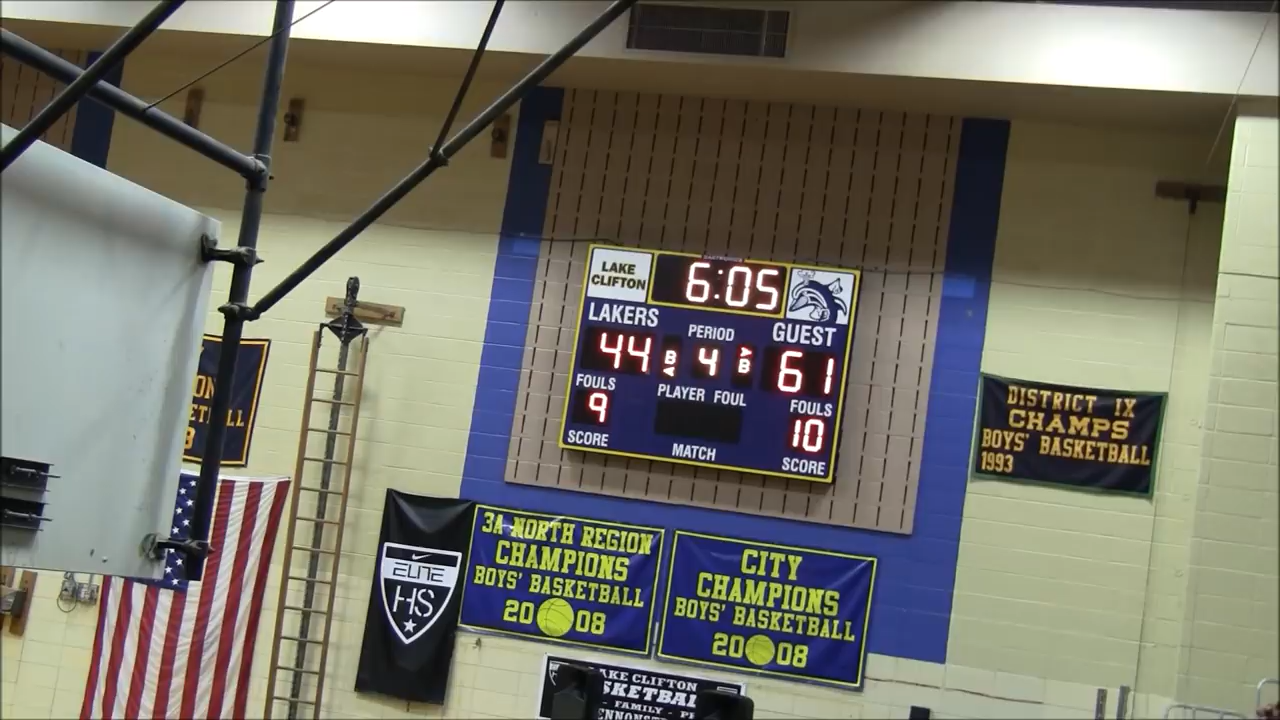 LAKE
CLIFTON
6:05
LAKERS
PERIOD
GUEST
44
B
A
4
A
B
61
FOULS
PLAYER FOUL
FOULS
9
10
SCORE
MATCH
SCORE
DISTRICT IX
CHAMPS
BOYS' BASKETBALL
1993
ELITE
HS
3A NORTH REGION
CHAMPIONS
BOYS' BASKETBALL
2008
CITY
CHAMPIONS
BOYS' BASKETBALL
2008
CLIFTON
FAMILY